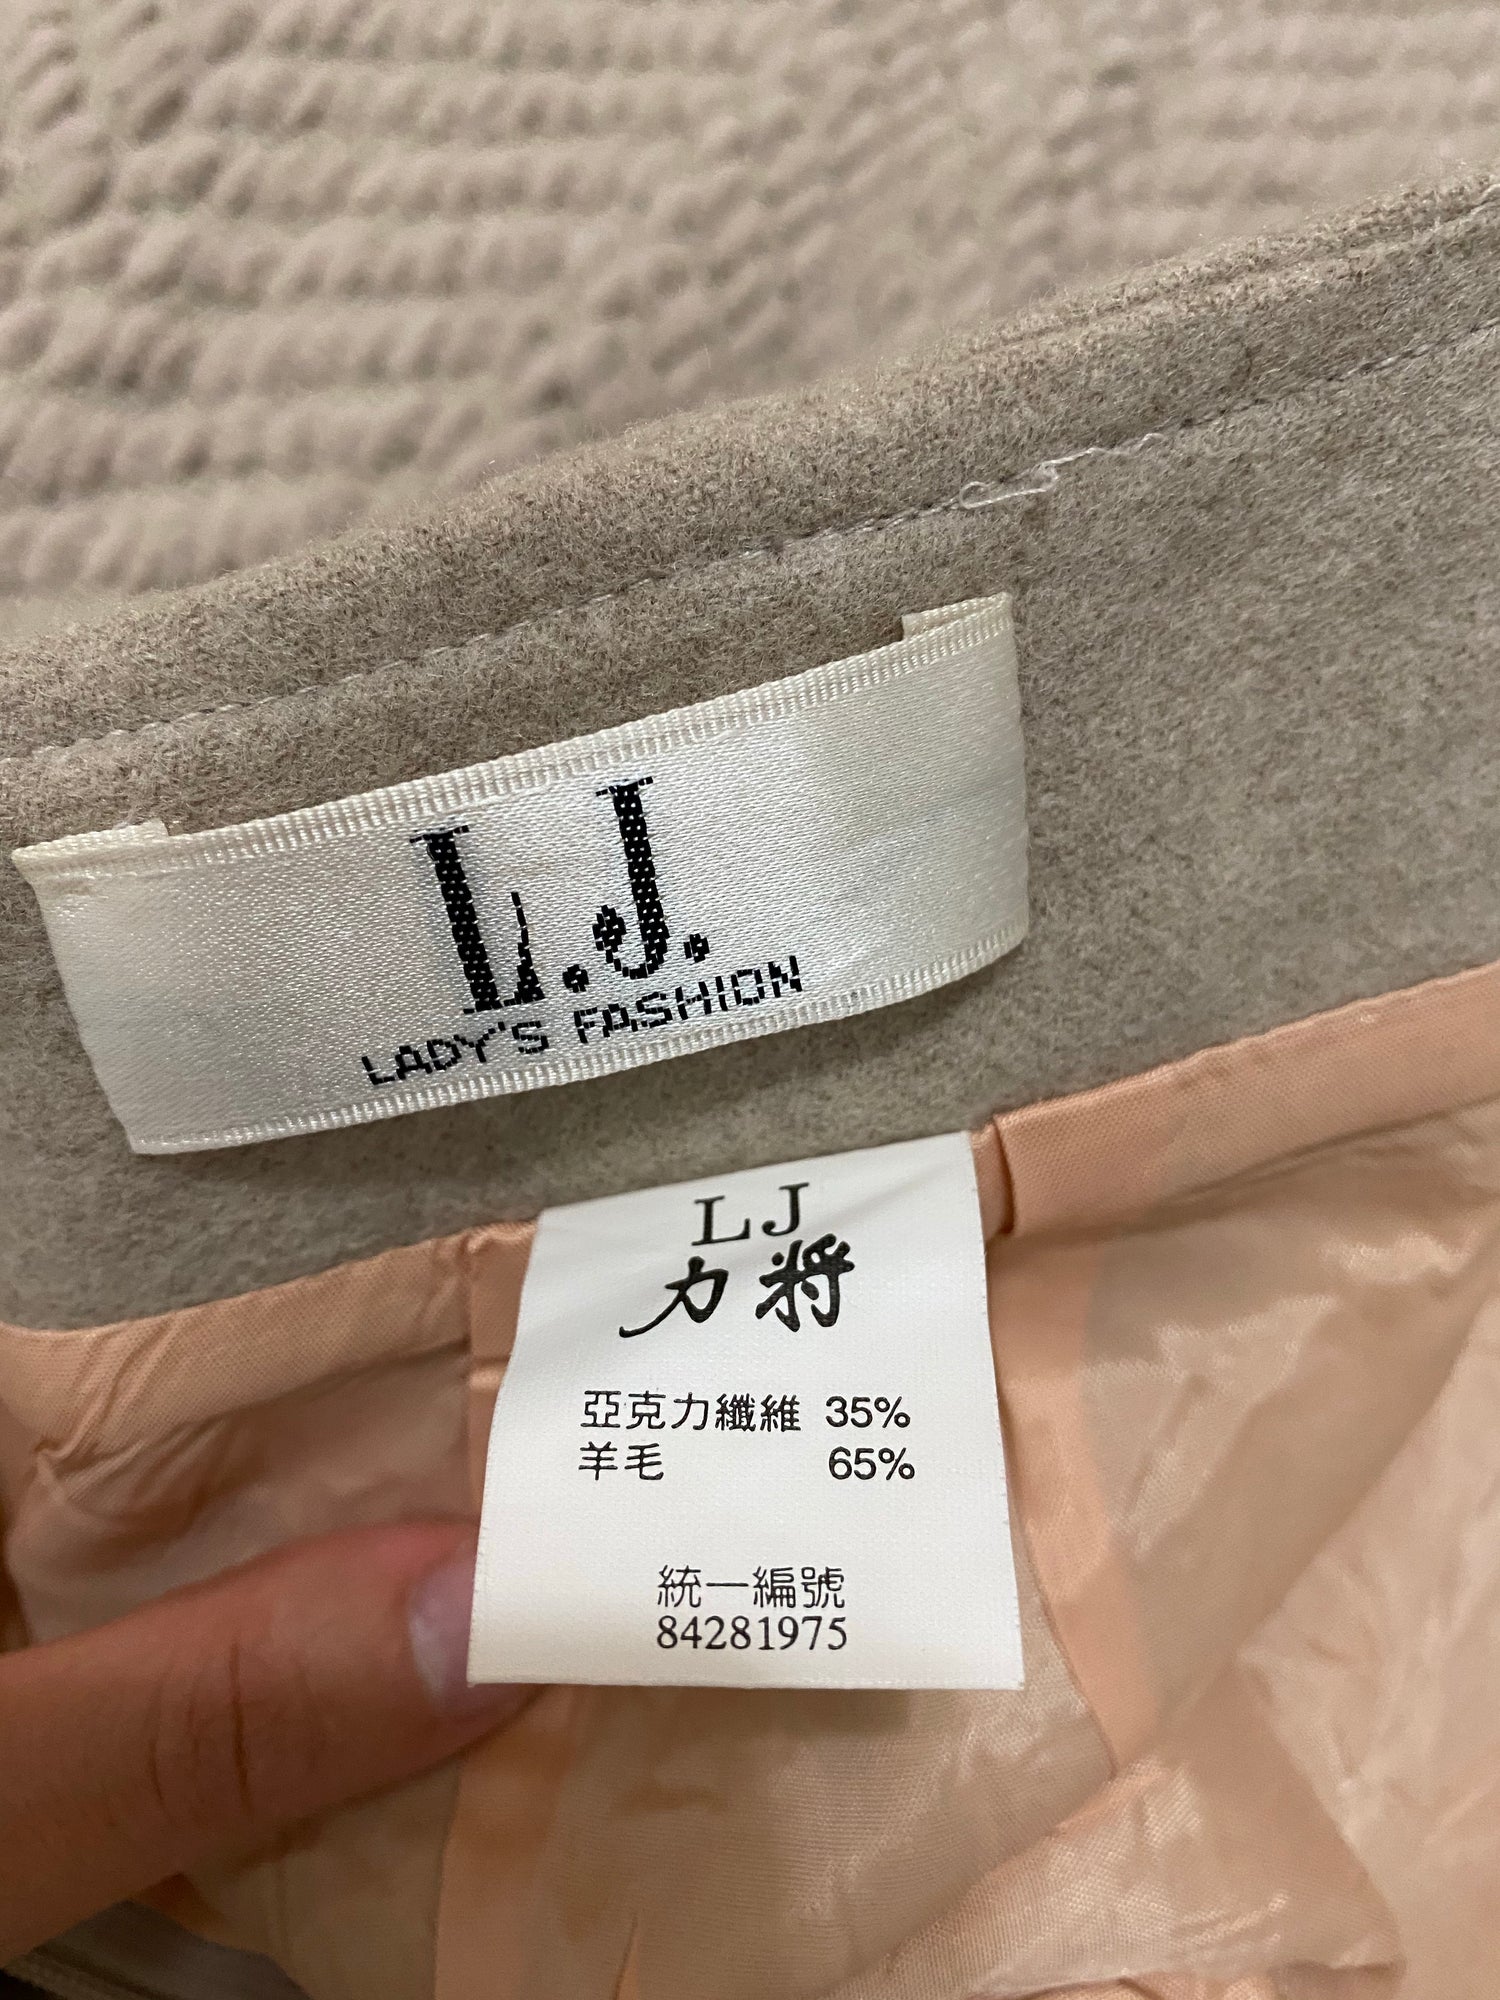 L.J.
LADY'S FASHION
LJ
力將
亞克力纖維 35%
羊毛 65%
統一編號
84281975